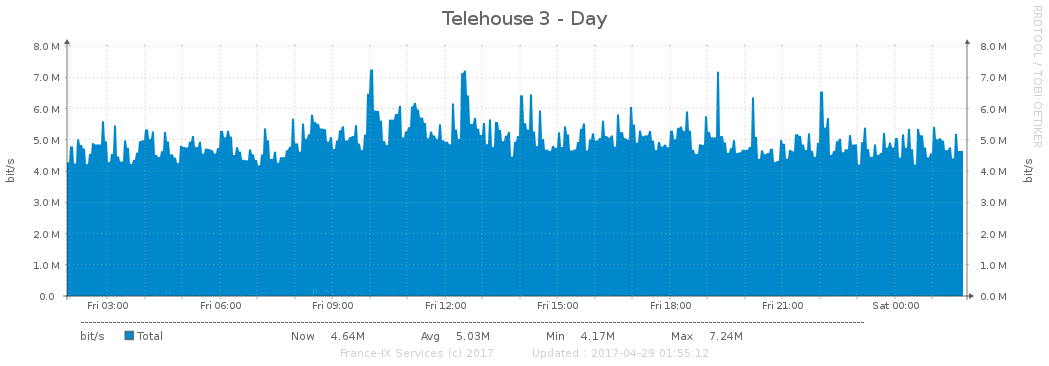 Telehouse 3 - Day
RRDTOOL / TOBI OETIKER
8.0 M 8.0 M
7.0 M 7.0 M
6.0 M 6.0 M
5.0 M 5.0 M
4.0 M 4.0 M
3.0 M 3.0 M
2.0 M 2.0 M
1.0 M 1.0 M
0.0 0.0 M
bit/s bit/s
Fri 03:00 Fri 06:00 Fri 09:00 Fri 12:00 Fri 15:00 Fri 18:00 Fri 21:00 Sat 00:00
bit/s Total Now 4.64M Avg 5.03M Min 4.17M Max 7.24M
France-IX Services (c) 2017 Updated : 2017-04-29 01:55:12